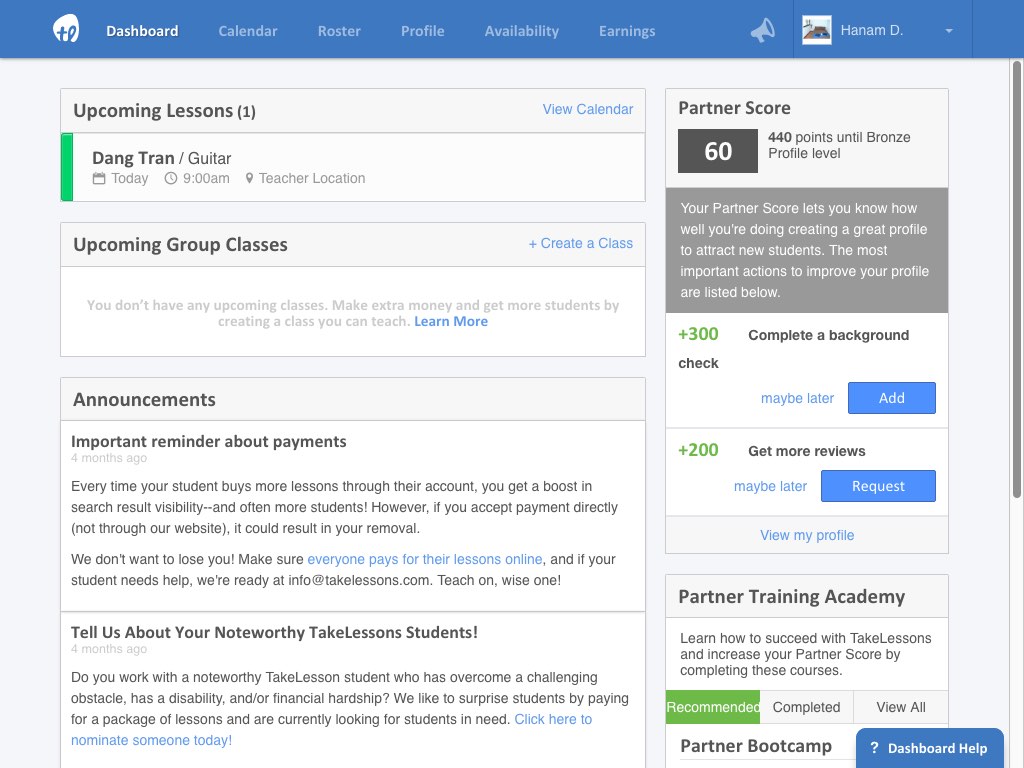 Dashboard
Calendar
Roster
Profile
Availability
Earnings
Hanam D.
Upcoming Lessons (1)
View Calendar
Dang Tran / Guitar
Today 9:00am Teacher Location
Upcoming Group Classes
+ Create a Class
You don't have any upcoming classes. Make extra money and get more students by
creating a class you can teach. Learn More
Announcements
Important reminder about payments
4 months ago
Every time your student buys more lessons through their account, you get a boost in
search result visibility--and often more students! However, if you accept payment directly
(not through our website), it could result in your removal.
We don't want to lose you! Make sure everyone pays for their lessons online, and if your
student needs help, we're ready at info@takelessons.com. Teach on, wise one!
Tell Us About Your Noteworthy TakeLessons Students!
4 months ago
Do you work with a noteworthy TakeLesson student who has overcome a challenging
obstacle, has a disability, and/or financial hardship? We like to surprise students by paying
for a package of lessons and are currently looking for students in need. Click here to
nominate someone today!
Partner Score
60
440 points until Bronze
Profile level
Your Partner Score lets you know how
well you're doing creating a great profile
to attract new students. The most
important actions to improve your profile
are listed below.
+300 Complete a background
check
maybe later
Add
+200 Get more reviews
maybe later
Request
View my profile
Partner Training Academy
Learn how to succeed with TakeLessons
and increase your Partner Score by
completing these courses.
Recommended
Completed
View All
Partner Bootcamp
? Dashboard Help